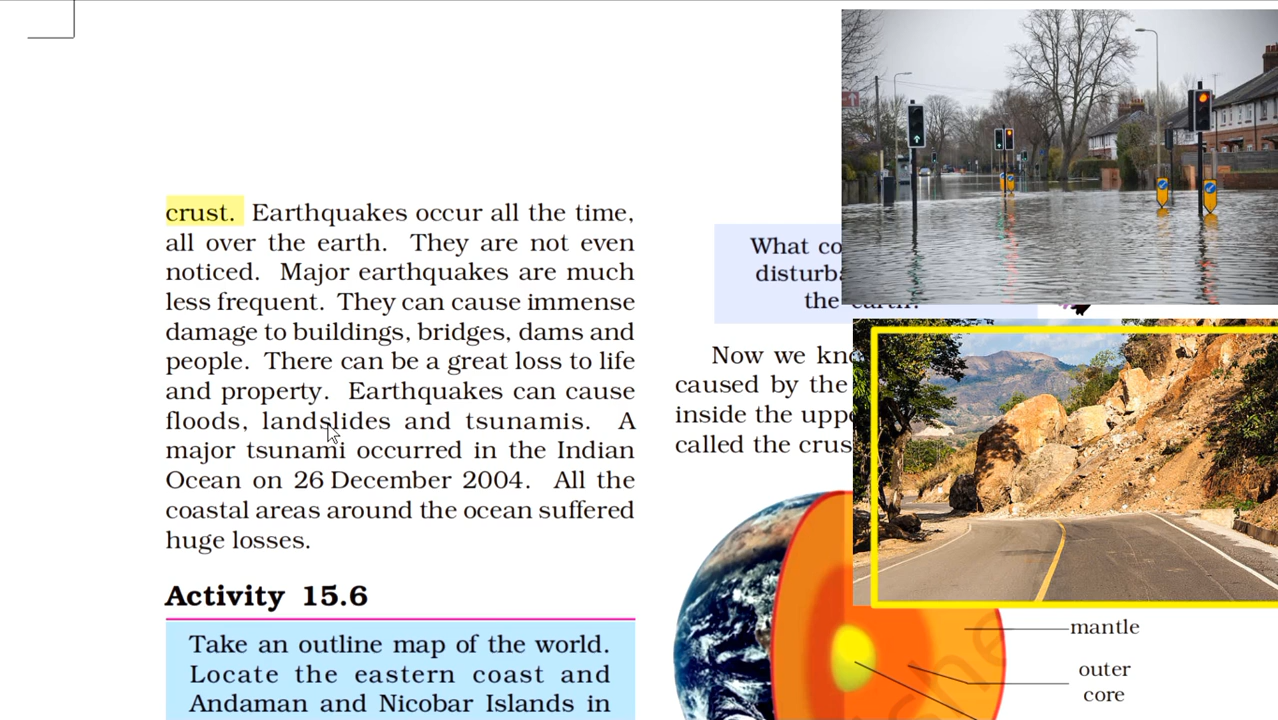 crust. Earthquakes occur all the time,
all over the earth. They are not even
noticed. Major earthquakes are much
less frequent. They can cause immense
damage to buildings, bridges, dams and
people. There can be a great loss to life
and property. Earthquakes can cause
floods, landslides and tsunamis. A
major tsunami occurred in the Indian
Ocean on 26 December 2004. All the
coastal areas around the ocean suffered
huge losses.
Activity 15.6
Take an outline map of the world.
Locate the eastern coast and
Andaman and Nicobar Islands in
What co
disturba
the earth?
Now we kno
caused by the
inside the uppe
called the crus
mantle
outer
core